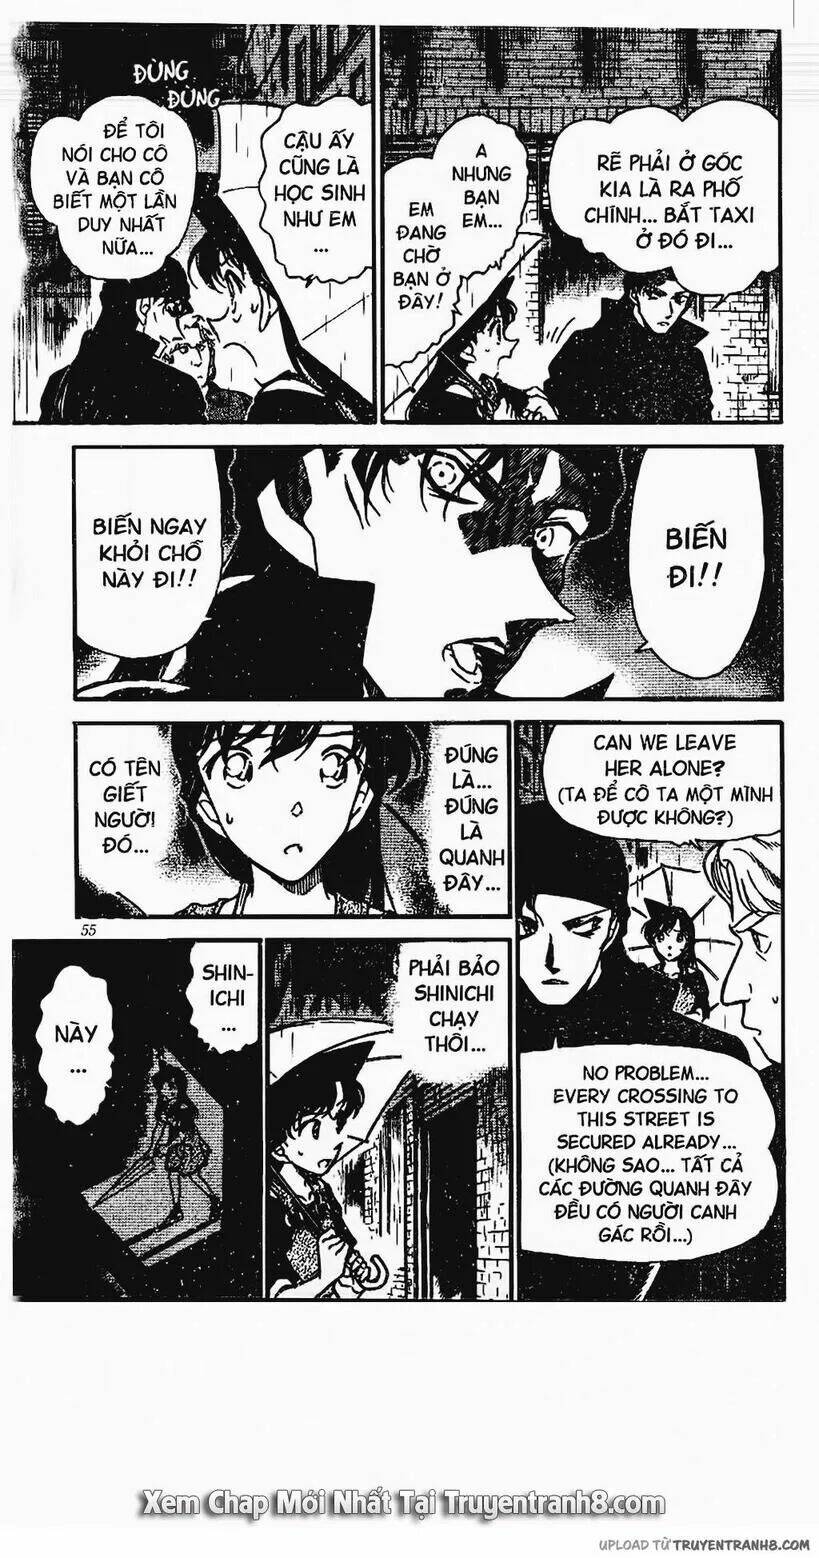 RẼ PHẢI Ở GÓC
KIA LÀ RA PHỐ
CHÍNH... BẮT TAXI
Ở ĐÓ ĐI...
A
NHƯNG
BẠN
EM...
EM
ĐANG
CHỜ
BẠN Ở
ĐÂY!
CẬU ẤY
CŨNG LÀ
HỌC SINH
NHƯ EM
...
ĐÙNG
ĐÙNG
ĐỂ TÔI
NÓI CHO CÔ
VÀ BẠN CÔ
BIẾT MỘT LẦN
DUY NHẤT
NỮA...
BIẾN
ĐI!!
BIẾN NGAY
KHỎI CHỖ
NÀY ĐI!!
CAN WE LEAVE
HER ALONE?
(TA ĐỂ CÔ TA MỘT MÌNH
ĐƯỢC KHÔNG?)
NO PROBLEM...
EVERY CROSSING TO
THIS STREET IS
SECURED ALREADY...
(KHÔNG SAO... TẤT CẢ
CÁC ĐƯỜNG QUANH ĐÂY
ĐỀU CÓ NGƯỜI CANH
GÁC RỒI...)
ĐÚNG
LÀ...
ĐÚNG
LÀ
QUANH
ĐÂY...
CÓ TÊN
GIẾT
NGƯỜI
ĐÓ...
55
PHẢI BẢO
SHINICHI
CHẠY
THÔI...
SHIN-
ICHI
...
NÀY
...
Xem Chap Mới Nhất Tại Truyentranh8.com
UPLOAD TỪ TRUYENTRANH8.COM